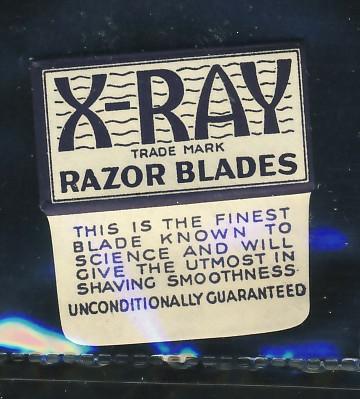 X-RAY
TRADE MARK
RAZOR BLADES
THIS IS THE FINEST
BLADE KNOWN TO
SCIENCE AND WILL
GIVE THE UTMOST IN
SHAVING SMOOTHNESS.
UNCONDITIONALLY GUARANTEED